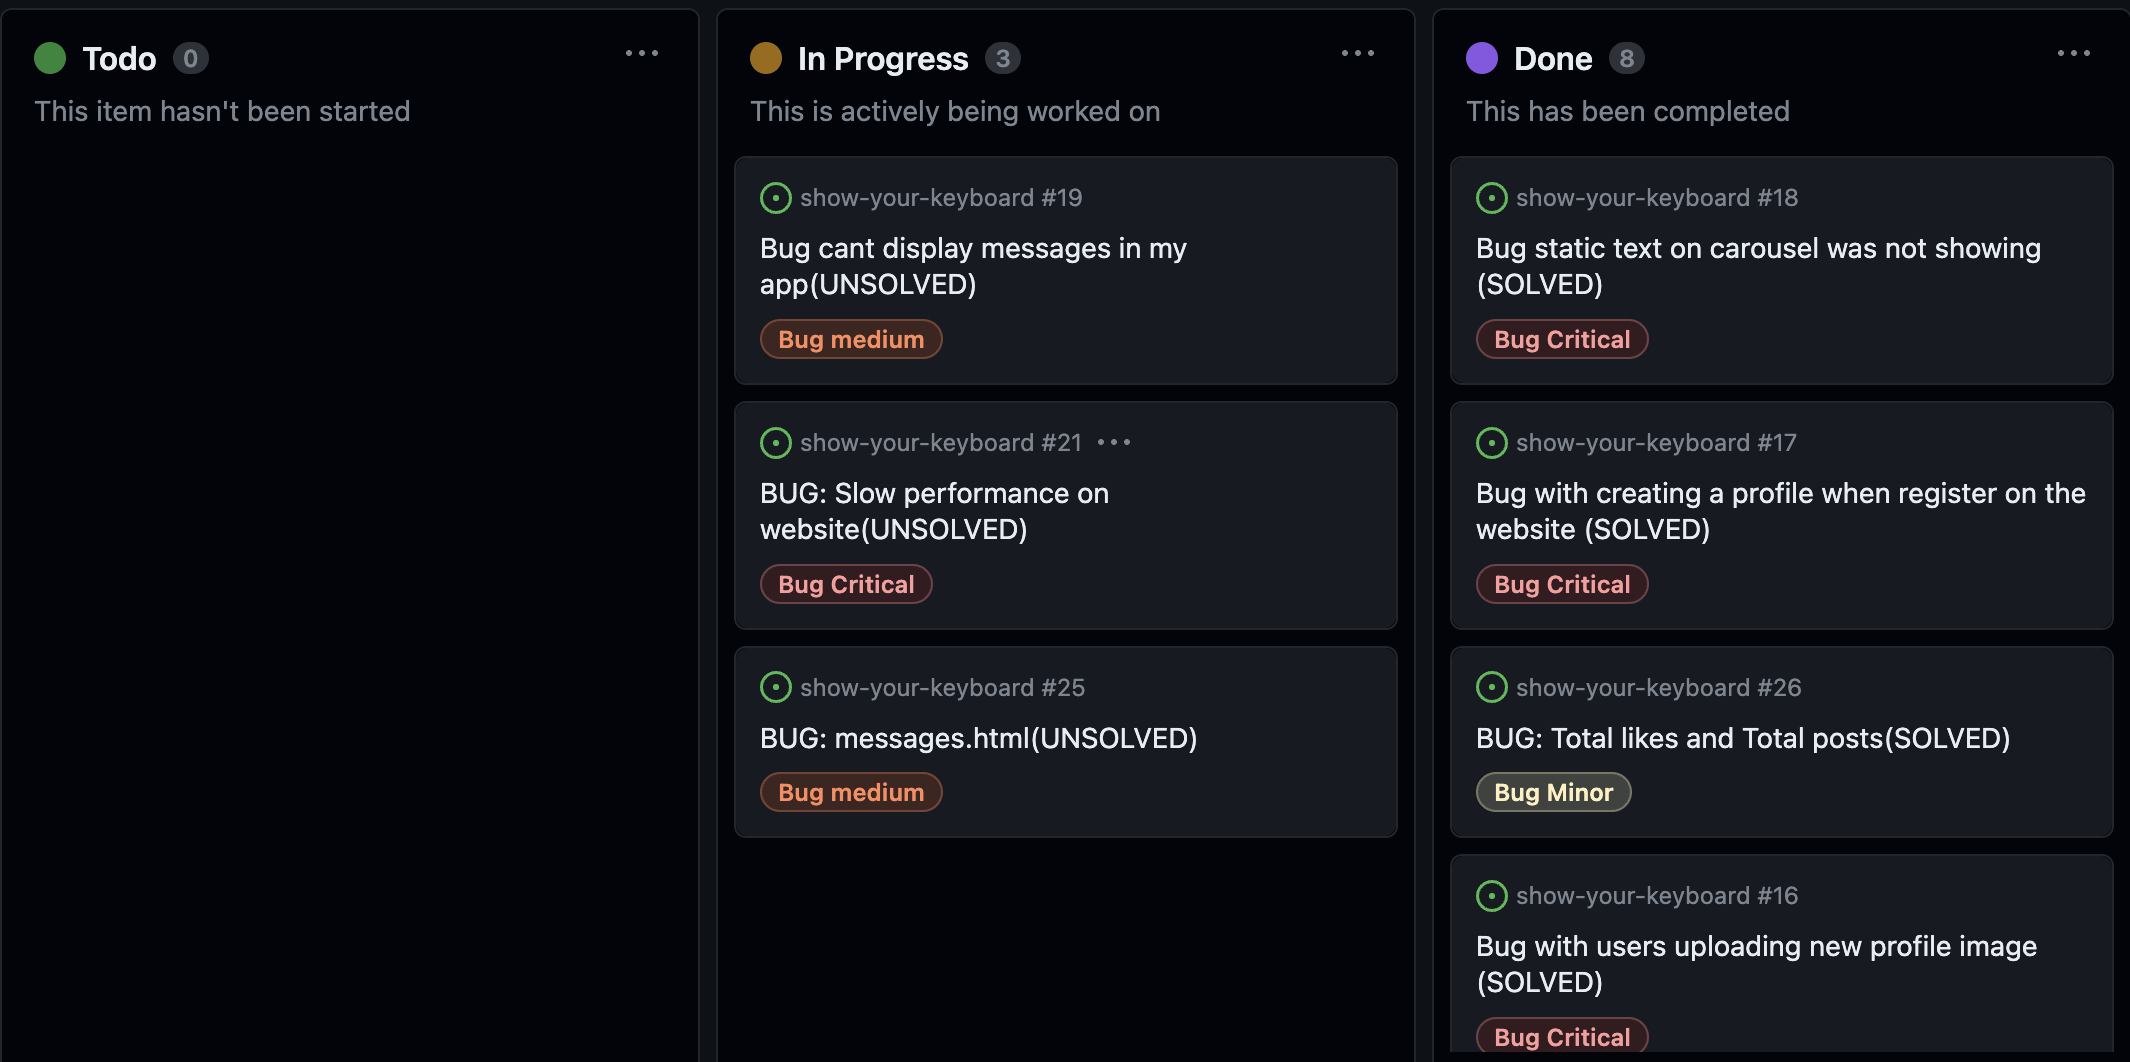 Todo 0
This item hasn't been started
In Progress 3
This is actively being worked on
show-your-keyboard #19
Bug cant display messages in my
app(UNSOLVED)
Bug medium
show-your-keyboard #21
BUG: Slow performance on
website(UNSOLVED)
Bug Critical
show-your-keyboard #25
BUG: messages.html(UNSOLVED)
Bug medium
Done 8
This has been completed
show-your-keyboard #18
Bug static text on carousel was not showing
(SOLVED)
Bug Critical
show-your-keyboard #17
Bug with creating a profile when register on the
website (SOLVED)
Bug Critical
show-your-keyboard #26
BUG: Total likes and Total posts(SOLVED)
Bug Minor
show-your-keyboard #16
Bug with users uploading new profile image
(SOLVED)
Bug Critical